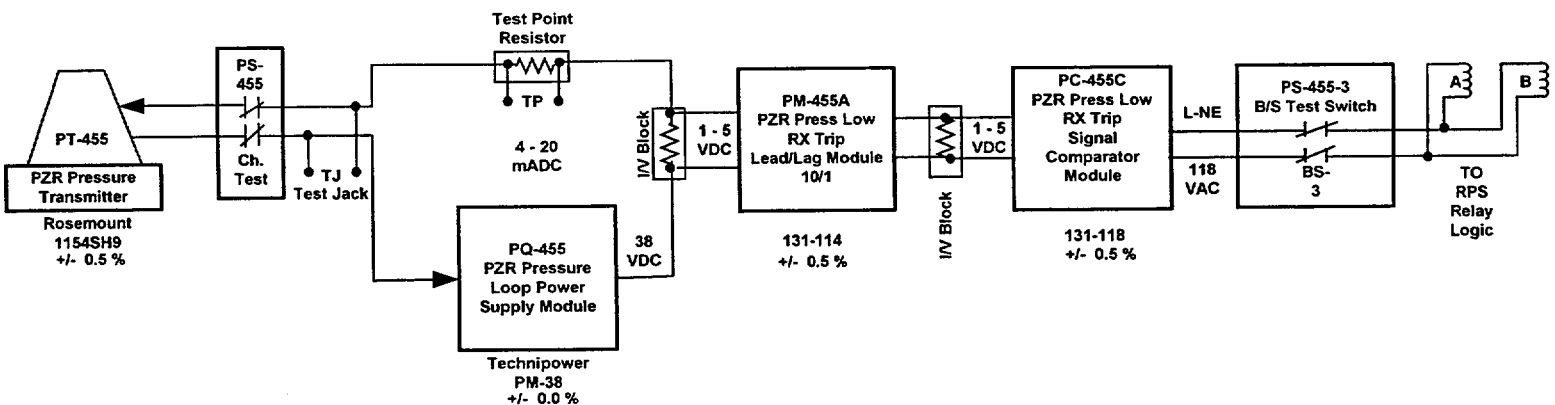 PT-455
PZR Pressure
Transmitter
Rosemount
1154SH9
+/- 0.5 %
PS-
455
Ch.
Test
TJ
Test Jack
Test Point
Resistor
TP
4 - 20
mADC
PQ-455
PZR Pressure
Loop Power
Supply Module
Technipower
PM-38
+/- 0.0 %
38
VDC
I/V Block
1 - 5
VDC
PM-455A
PZR Press Low
RX Trip
Lead/Lag Module
10/1
131-114
+/- 0.5 %
I/V Block
1 - 5
VDC
PC-455C
PZR Press Low
RX Trip
Signal
Comparator
Module
131-118
+/- 0.5 %
L-NE
118
VAC
PS-455-3
B/S Test Switch
BS-
3
A
B
TO
RPS
Relay
Logic